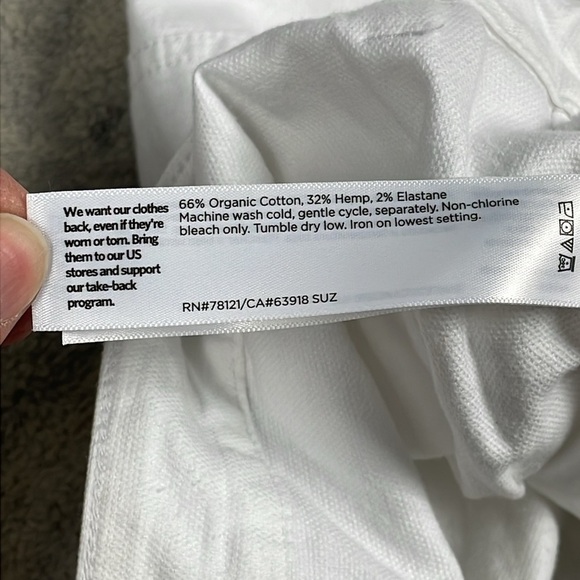 We want our clothes
back, even if they're
worn or torn. Bring
them to our US
stores and support
our take-back
program.
66% Organic Cotton, 32% Hemp, 2% Elastane
Machine wash cold, gentle cycle, separately. Non-chlorine
bleach only. Tumble dry low. Iron on lowest setting.
RN#78121/CA#63918 SUZ